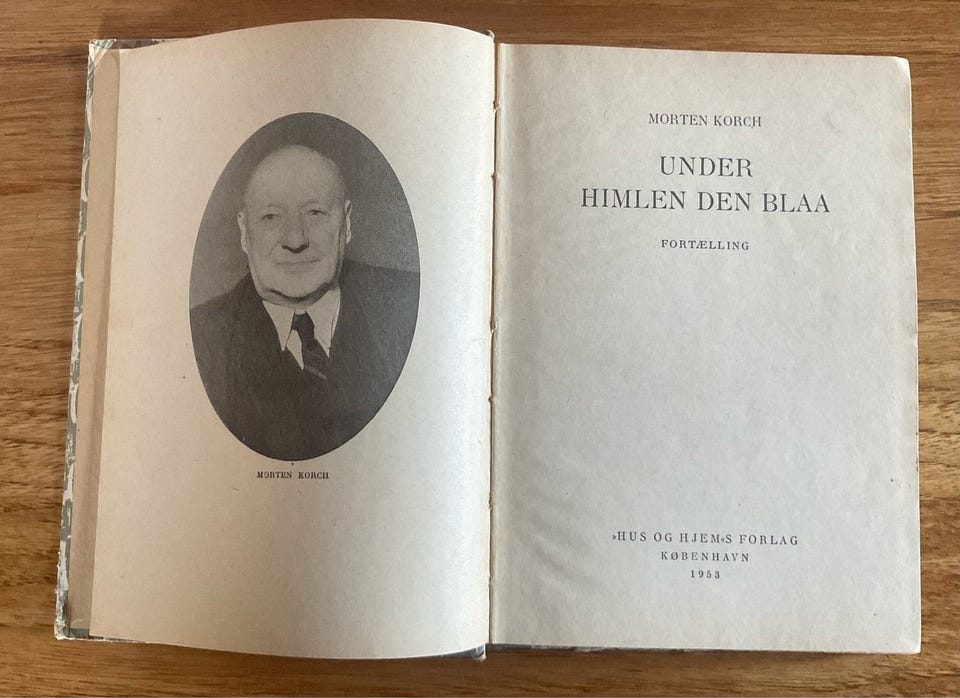 MORTEN KORCH
MORTEN KORCH
UNDER
HIMLEN DEN BLAA
FORTÆLLING
»HUS OG HJEM«S FORLAG
KØBENHAVN
1953